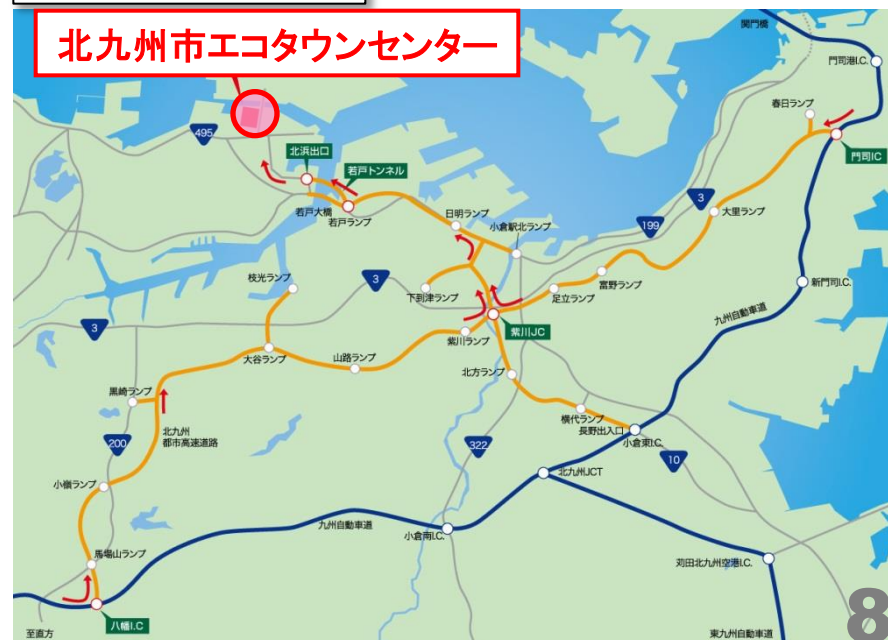 北九州市エコタウンセンター
関門橋
門司港I.C.
春日ランプ
門司IC
495
北浜出口
若戸トンネル
若戸大橋
若戸ランプ
日明ランプ
小倉駅北ランプ
199
3
大里ランプ
枝光ランプ
3
下到津ランプ
足立ランプ
富野ランプ
新門司I.C.
九州自動車道
3
紫川JC
紫川ランプ
大谷ランプ
山路ランプ
北方ランプ
黒崎ランプ
横代ランプ
長野出入口
小倉東I.C.
200
北九州
都市高速道路
322
10
小嶺ランプ
北九州JCT
九州自動車道
小倉南I.C.
馬場山ランプ
苅田北九州空港I.C.
八幡I.C
至直方
東九州自動車道
8